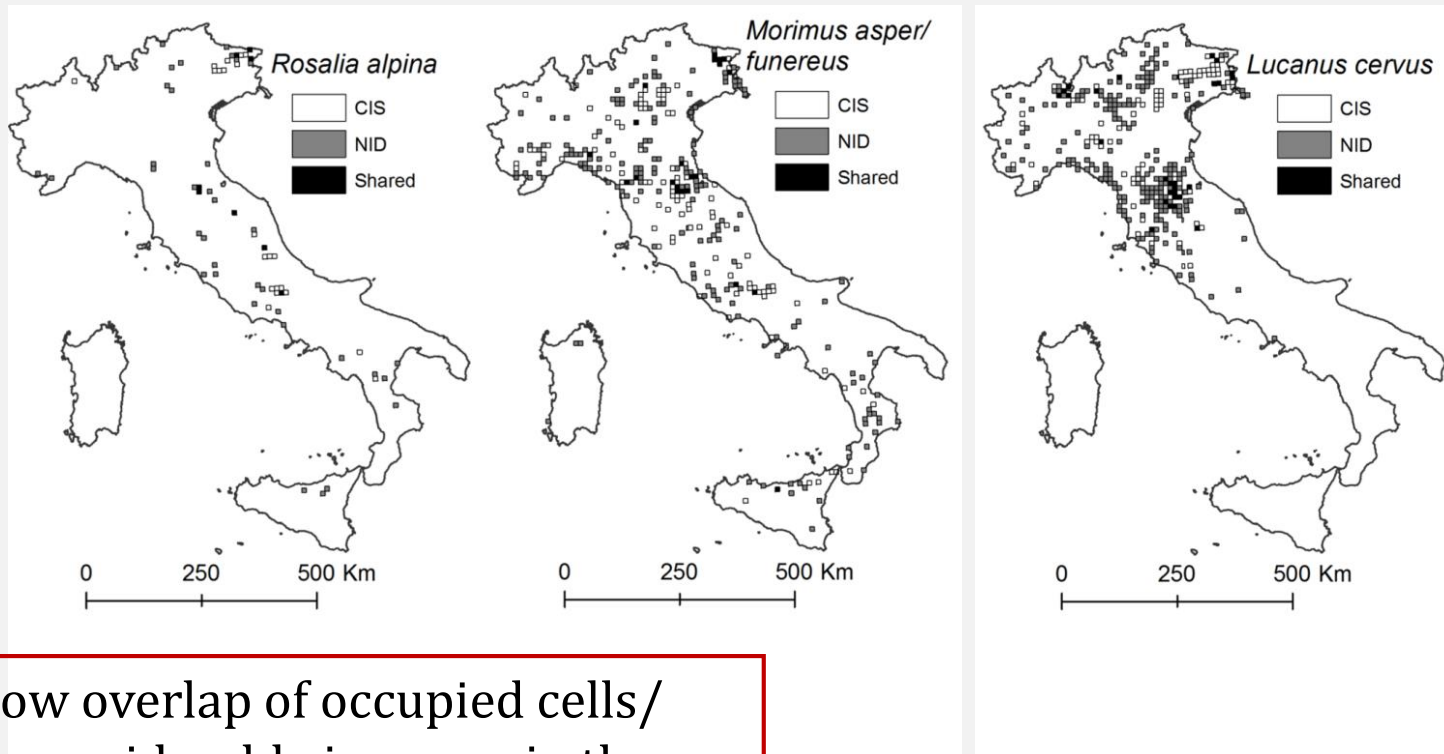 Rosalia alpina
CIS
NID
Shared
0 250 500 Km
Morimus asper/
funereus
CIS
NID
Shared
0 250 500 Km
Lucanus cervus
CIS
NID
Shared
0 250 500 Km
ow overlap of occupied cells/